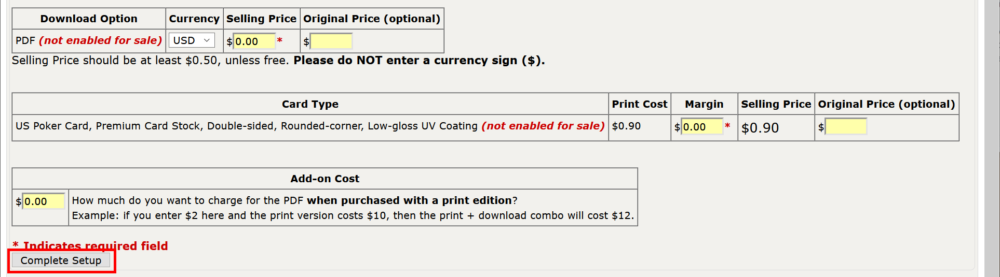 Download Option Currency Selling Price Original Price (optional)
PDF (not enabled for sale) USD $0.00 * $
Selling Price should be at least $0.50, unless free. Please do NOT enter a currency sign ($).
Card Type Print Cost Margin Selling Price Original Price (optional)
US Poker Card, Premium Card Stock, Double-sided, Rounded-corner, Low-gloss UV Coating (not enabled for sale) $0.90 $0.00 * $0.90 $
Add-on Cost
$0.00 How much do you want to charge for the PDF when purchased with a print edition?
Example: if you enter $2 here and the print version costs $10, then the print + download combo will cost $12.
* Indicates required field
Complete Setup